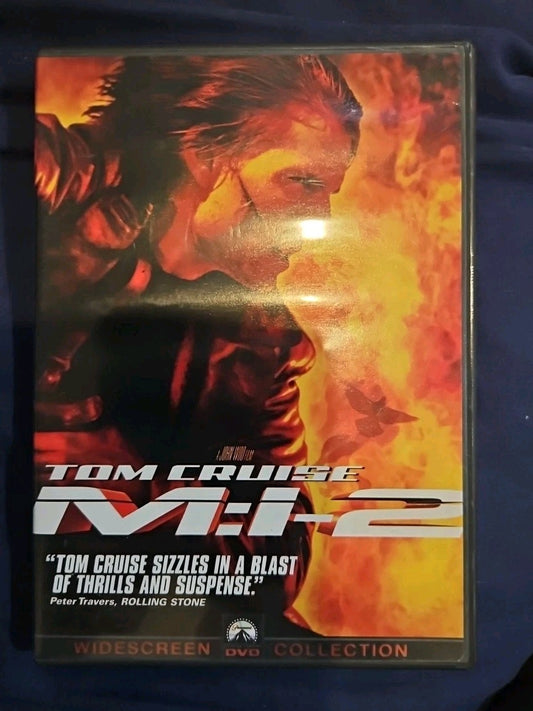 A JOHN WOO FILM
TOM CRUISE
M:I-2
“TOM CRUISE SIZZLES IN A BLAST
OF THRILLS AND SUSPENSE.”
Peter Travers, ROLLING STONE
WIDESCREEN DVD COLLECTION